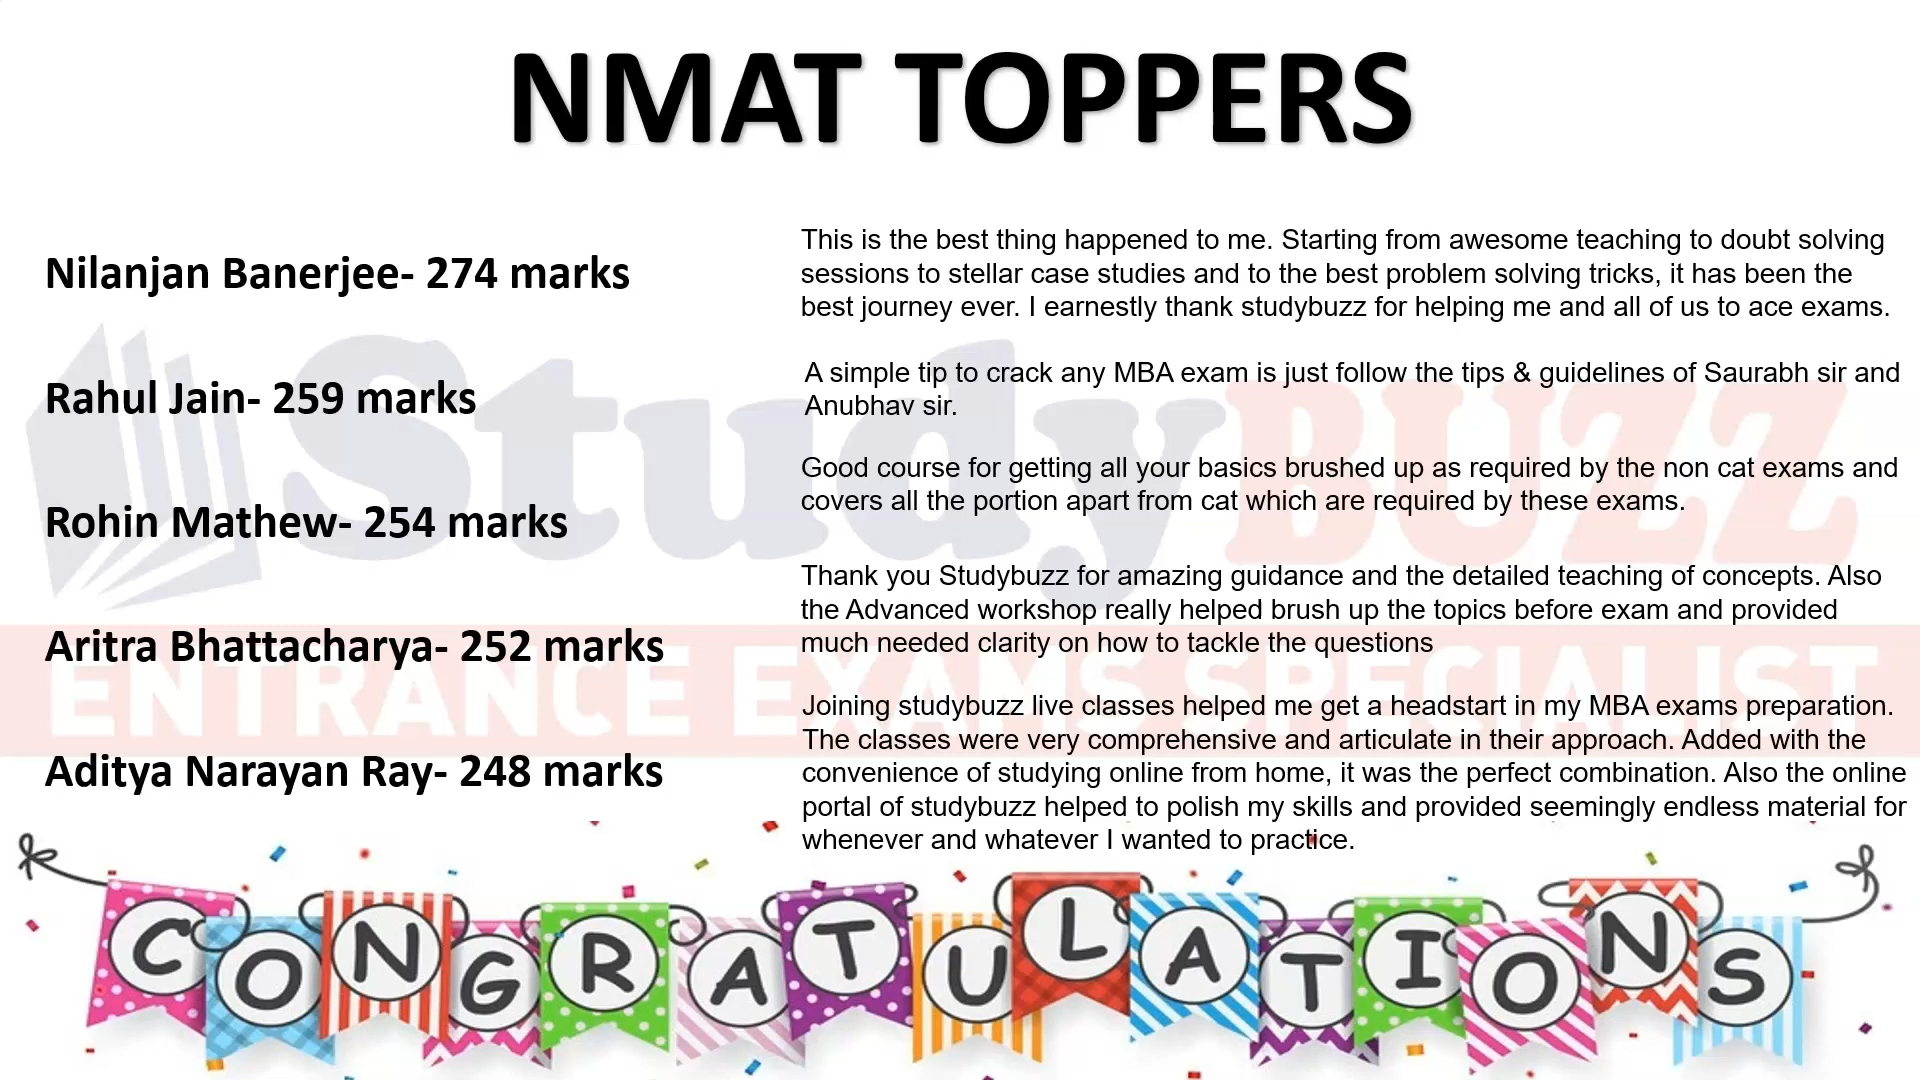 NMAT TOPPERS
Nilanjan Banerjee- 274 marks
This is the best thing happened to me. Starting from awesome teaching to doubt solving
sessions to stellar case studies and to the best problem solving tricks, it has been the
best journey ever. I earnestly thank studybuzz for helping me and all of us to ace exams.
Rahul Jain- 259 marks
A simple tip to crack any MBA exam is just follow the tips & guidelines of Saurabh sir and
Anubhav sir.
Rohin Mathew- 254 marks
Good course for getting all your basics brushed up as required by the non cat exams and
covers all the portion apart from cat which are required by these exams.
Aritra Bhattacharya- 252 marks
Thank you Studybuzz for amazing guidance and the detailed teaching of concepts. Also
the Advanced workshop really helped brush up the topics before exam and provided
much needed clarity on how to tackle the questions
Aditya Narayan Ray- 248 marks
Joining studybuzz live classes helped me get a headstart in my MBA exams preparation.
The classes were very comprehensive and articulate in their approach. Added with the
convenience of studying online from home, it was the perfect combination. Also the online
portal of studybuzz helped to polish my skills and provided seemingly endless material for
whenever and whatever I wanted to practice.
StudyBUZZ
ENTRANCE EXAMS SPECIALIST
CONGRATULATIONS